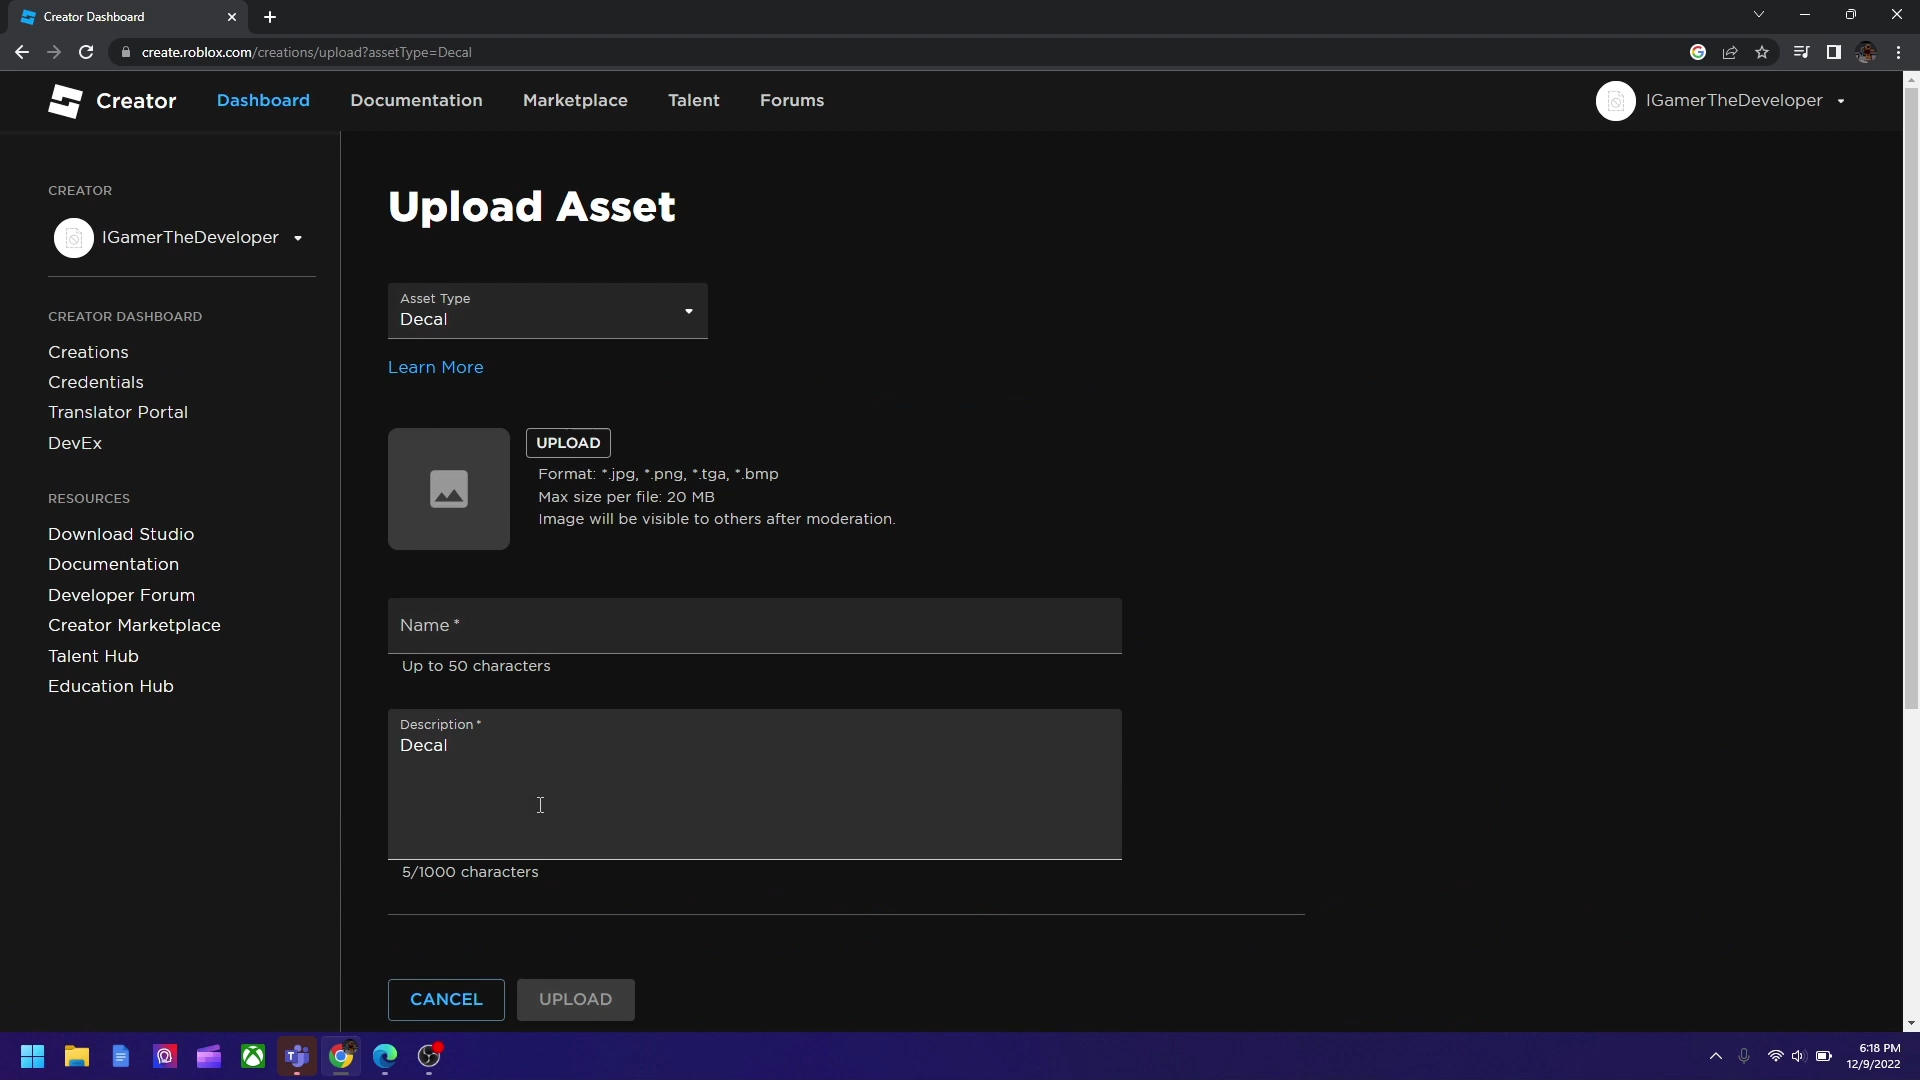 Creator Dashboard
create.roblox.com/creations/upload?assetType=Decal
Creator Dashboard Documentation Marketplace Talent Forums IGamerTheDeveloper
CREATOR
IGamerTheDeveloper
CREATOR DASHBOARD
Creations
Credentials
Translator Portal
DevEx
RESOURCES
Download Studio
Documentation
Developer Forum
Creator Marketplace
Talent Hub
Education Hub
Upload Asset
Asset Type
Decal
Learn More
UPLOAD
Format: *.jpg, *.png, *.tga, *.bmp
Max size per file: 20 MB
Image will be visible to others after moderation.
Name *
Up to 50 characters
Description *
Decal
5/1000 characters
CANCEL UPLOAD
6:18 PM
12/9/2022